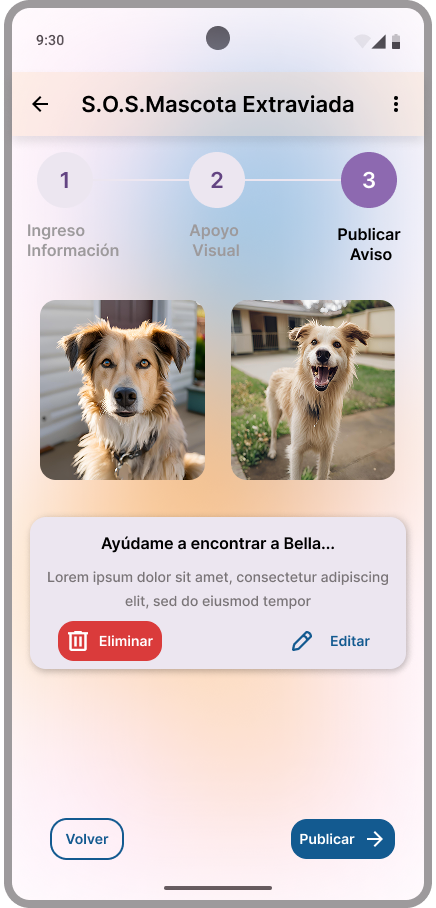 9:30
S.O.S.Mascota Extraviada
1
2
3
Ingreso
Información
Apoyo
Visual
Publicar
Aviso
Ayúdame a encontrar a Bella...
Lorem ipsum dolor sit amet, consectetur adipiscing
elit, sed do eiusmod tempor
Eliminar
Editar
Volver
Publicar